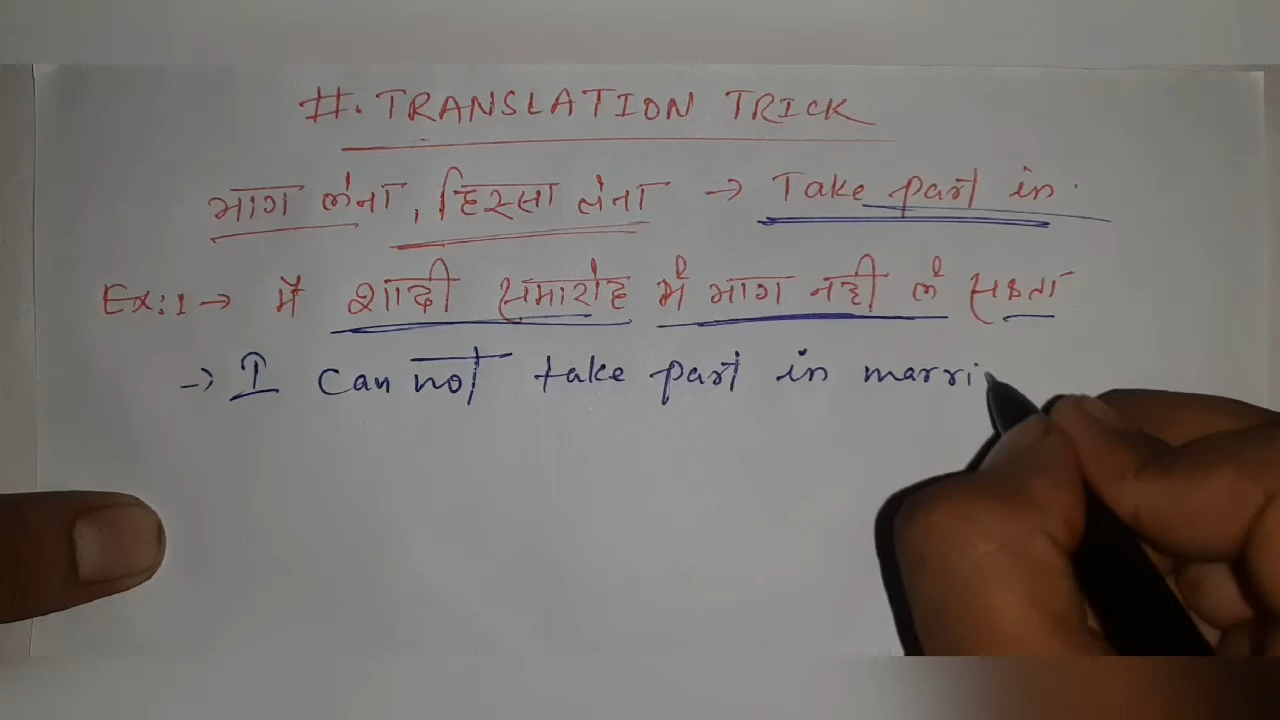 #. TRANSLATION TRICK
भाग लेना, हिस्सा लेना → Take part in.
Ex:1 → मैं शादी समारोह में भाग नही ले सकता
→ I can not take part in marri